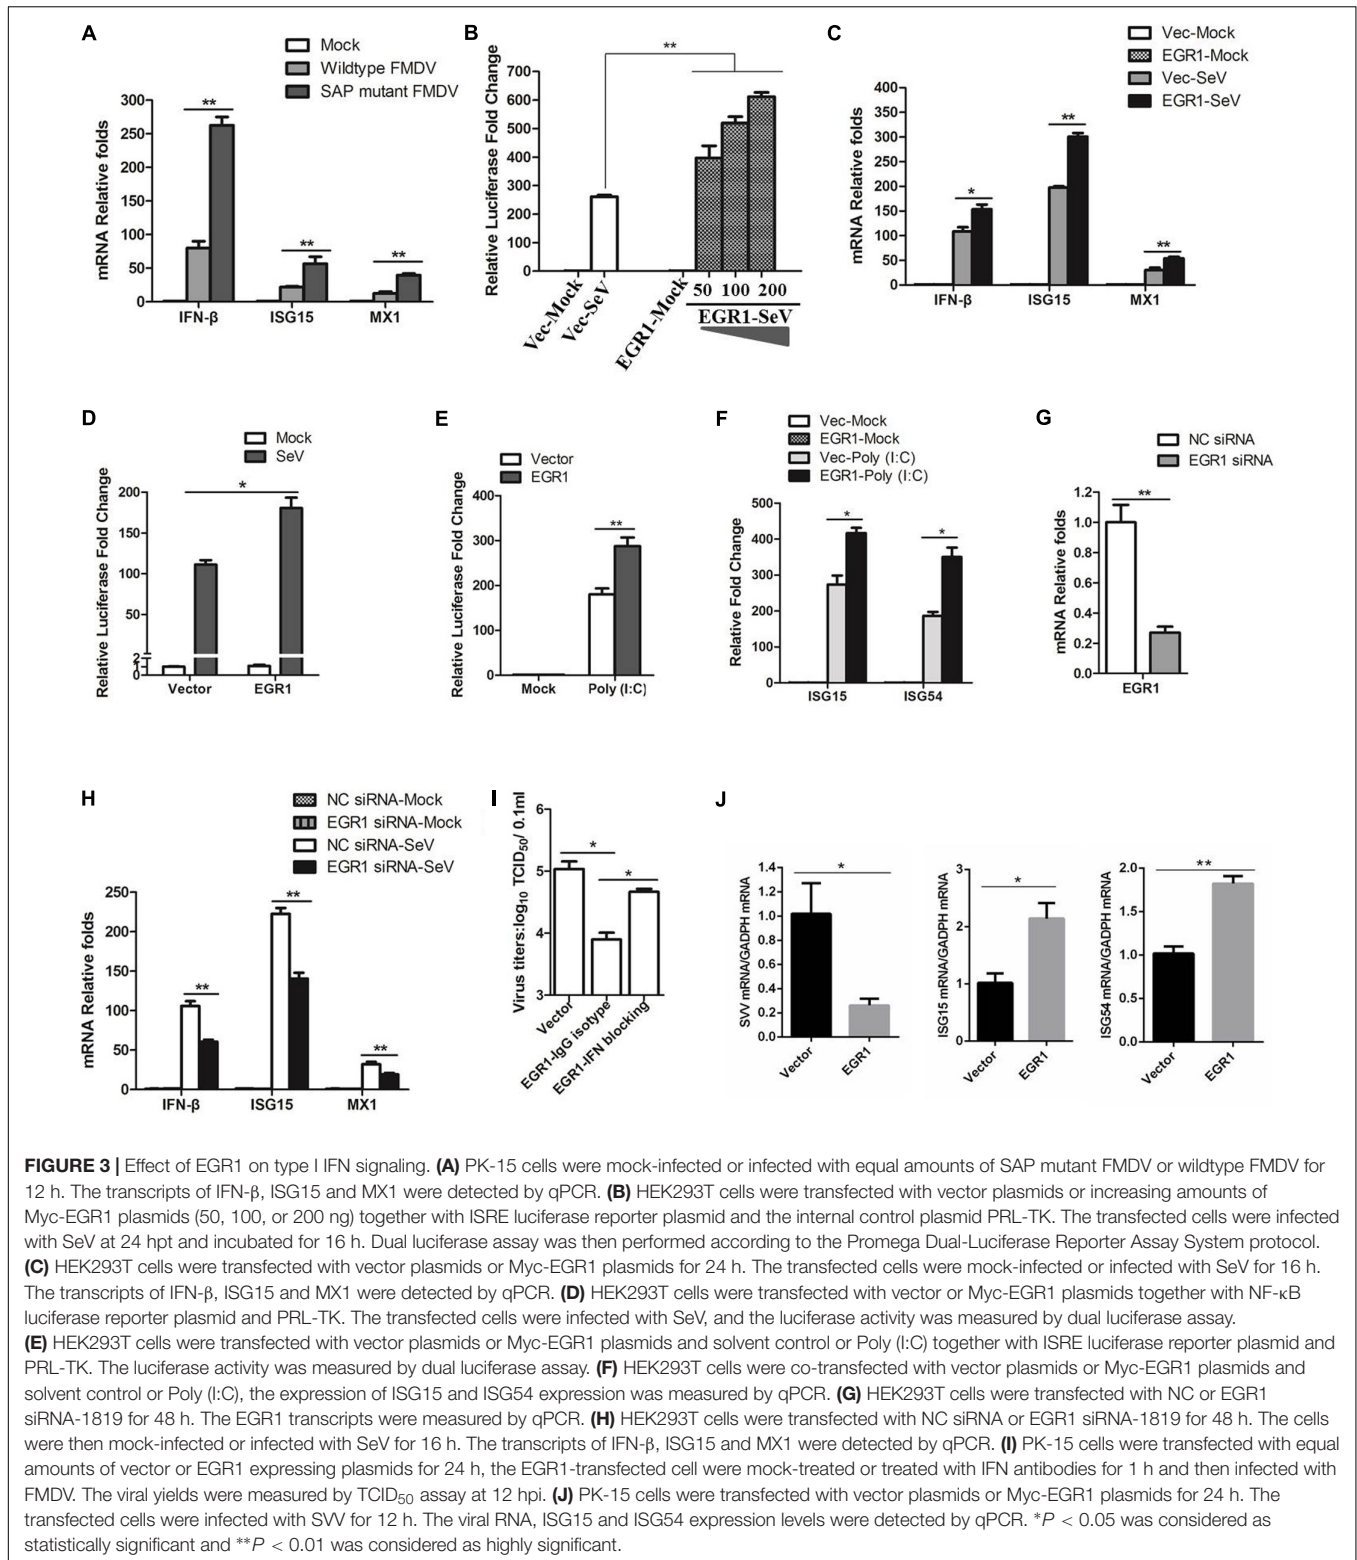 A
Mock
Wildtype FMDV
SAP mutant FMDV
mRNA Relative folds
300
250
200
150
100
50
0
**
**
**
IFN-β ISG15 MX1
B
**
Relative Luciferase Fold Change
700
600
500
400
300
200
100
0
Vec-Mock
Vec-SeV
EGR1-Mock
50 100 200
EGR1-SeV
C
Vec-Mock
EGR1-Mock
Vec-SeV
EGR1-SeV
mRNA Relative folds
400
350
300
250
200
150
100
50
0
*
**
**
IFN-β ISG15 MX1
D
Mock
SeV
Relative Luciferase Fold Change
200
150
100
50
2
1
0
*
Vector EGR1
E
Vector
EGR1
Relative Luciferase Fold Change
400
300
200
100
0
**
Mock Poly (I:C)
F
Vec-Mock
EGR1-Mock
Vec-Poly (I:C)
EGR1-Poly (I:C)
Relative Fold Change
500
400
300
200
100
0
*
*
ISG15 ISG54
G
NC siRNA
EGR1 siRNA
mRNA Relative folds
1.2
1.0
0.8
0.6
0.4
0.2
0.0
**
EGR1
H
NC siRNA-Mock
EGR1 siRNA-Mock
NC siRNA-SeV
EGR1 siRNA-SeV
mRNA Relative folds
250
200
150
100
50
0
**
**
**
IFN-β ISG15 MX1
I
Virus titers:log10 TCID50/ 0.1ml
6
5
4
3
*
*
Vector
EGR1-IgG isotype
EGR1-IFN blocking
J
SVV mRNA/GADPH mRNA
1.4
1.2
1.0
0.8
0.6
0.4
0.2
0.0
*
Vector
EGR1
ISG15 mRNA/GADPH mRNA
3
2
1
0
*
Vector
EGR1
ISG54 mRNA/GADPH mRNA
2.0
1.5
1.0
0.5
0.0
**
Vector
EGR1
FIGURE 3 | Effect of EGR1 on type I IFN signaling. (A) PK-15 cells were mock-infected or infected with equal amounts of SAP mutant FMDV or wildtype FMDV for
12 h. The transcripts of IFN-β, ISG15 and MX1 were detected by qPCR. (B) HEK293T cells were transfected with vector plasmids or increasing amounts of
Myc-EGR1 plasmids (50, 100, or 200 ng) together with ISRE luciferase reporter plasmid and the internal control plasmid PRL-TK. The transfected cells were infected
with SeV at 24 hpt and incubated for 16 h. Dual luciferase assay was then performed according to the Promega Dual-Luciferase Reporter Assay System protocol.
(C) HEK293T cells were transfected with vector plasmids or Myc-EGR1 plasmids for 24 h. The transfected cells were mock-infected or infected with SeV for 16 h.
The transcripts of IFN-β, ISG15 and MX1 were detected by qPCR. (D) HEK293T cells were transfected with vector or Myc-EGR1 plasmids together with NF-κB
luciferase reporter plasmid and PRL-TK. The transfected cells were infected with SeV, and the luciferase activity was measured by dual luciferase assay.
(E) HEK293T cells were transfected with vector plasmids or Myc-EGR1 plasmids and solvent control or Poly (I:C) together with ISRE luciferase reporter plasmid and
PRL-TK. The luciferase activity was measured by dual luciferase assay. (F) HEK293T cells were co-transfected with vector plasmids or Myc-EGR1 plasmids and
solvent control or Poly (I:C), the expression of ISG15 and ISG54 expression was measured by qPCR. (G) HEK293T cells were transfected with NC or EGR1
siRNA-1819 for 48 h. The EGR1 transcripts were measured by qPCR. (H) HEK293T cells were transfected with NC siRNA or EGR1 siRNA-1819 for 48 h. The cells
were then mock-infected or infected with SeV for 16 h. The transcripts of IFN-β, ISG15 and MX1 were detected by qPCR. (I) PK-15 cells were transfected with equal
amounts of vector or EGR1 expressing plasmids for 24 h, the EGR1-transfected cell were mock-treated or treated with IFN antibodies for 1 h and then infected with
FMDV. The viral yields were measured by TCID50 assay at 12 hpi. (J) PK-15 cells were transfected with vector plasmids or Myc-EGR1 plasmids for 24 h. The
transfected cells were infected with SVV for 12 h. The viral RNA, ISG15 and ISG54 expression levels were detected by qPCR. *P < 0.05 was considered as
statistically significant and **P < 0.01 was considered as highly significant.